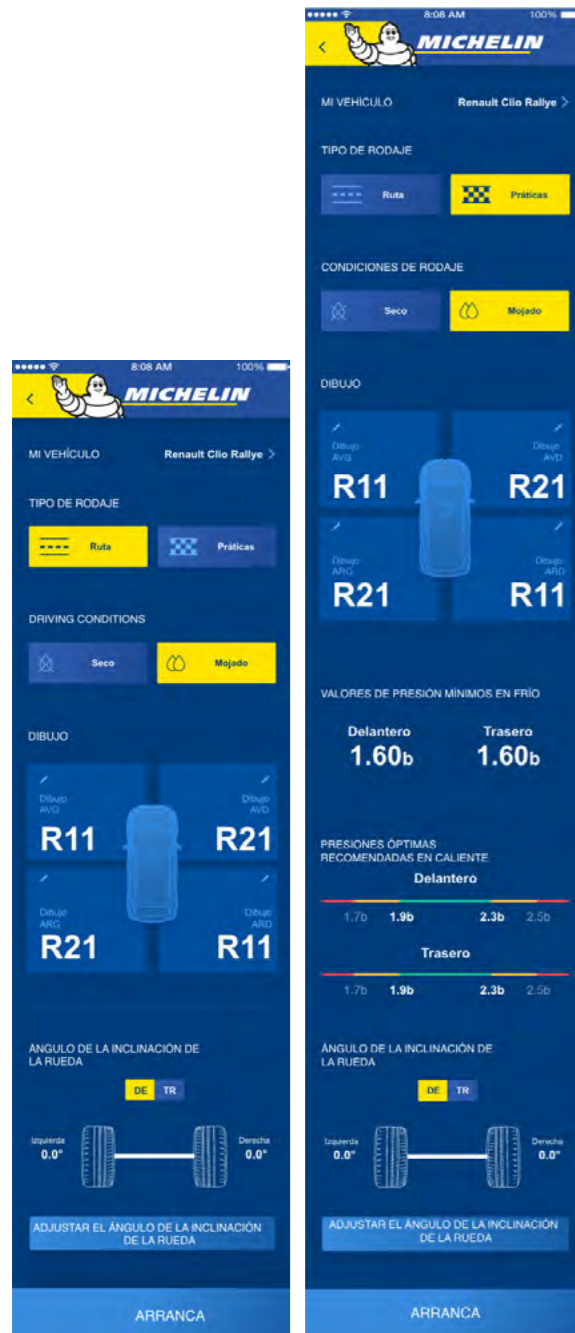 8:08 AM 100%
MICHELIN
MI VEHÍCULO Renault Clio Rallye >
TIPO DE RODAJE
Ruta Práticas
DRIVING CONDITIONS
Seco Mojado
DIBUJO
Dibujo Dibujo
AVG AVD
R11 R21
Dibujo Dibujo
ARG ARD
R21 R11
ÁNGULO DE LA INCLINACIÓN DE
LA RUEDA
DE TR
Izquierda Derecha
0.0° 0.0°
ADJUSTAR EL ÁNGULO DE LA INCLINACIÓN
DE LA RUEDA
ARRANCA
8:08 AM 100%
MICHELIN
MI VEHÍCULO Renault Clio Rallye >
TIPO DE RODAJE
Ruta Práticas
CONDICIONES DE RODAJE
Seco Mojado
DIBUJO
Dibujo Dibujo
AVG AVD
R11 R21
Dibujo Dibujo
ARG ARD
R21 R11
VALORES DE PRESIÓN MÍNIMOS EN FRÍO
Delantero Trasero
1.60b 1.60b
PRESIONES ÓPTIMAS
RECOMENDADAS EN CALIENTE
Delantero
1.7b 1.9b 2.3b 2.5b
Trasero
1.7b 1.9b 2.3b 2.5b
ÁNGULO DE LA INCLINACIÓN DE
LA RUEDA
DE TR
Izquierda Derecha
0.0° 0.0°
ADJUSTAR EL ÁNGULO DE LA INCLINACIÓN
DE LA RUEDA
ARRANCA